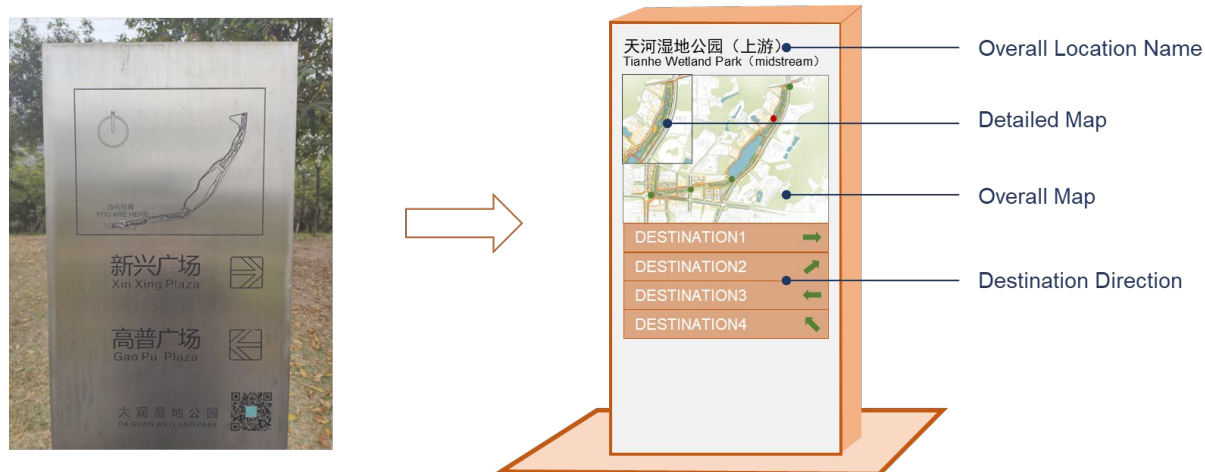 N
当前位置
YOU ARE HERE
新兴广场
Xin Xing Plaza
高普广场
Gao Pu Plaza
大观湿地公园
DA GUAN WETLAND PARK
天河湿地公园（上游）
Tianhe Wetland Park（midstream）
DESTINATION1
DESTINATION2
DESTINATION3
DESTINATION4
Overall Location Name
Detailed Map
Overall Map
Destination Direction